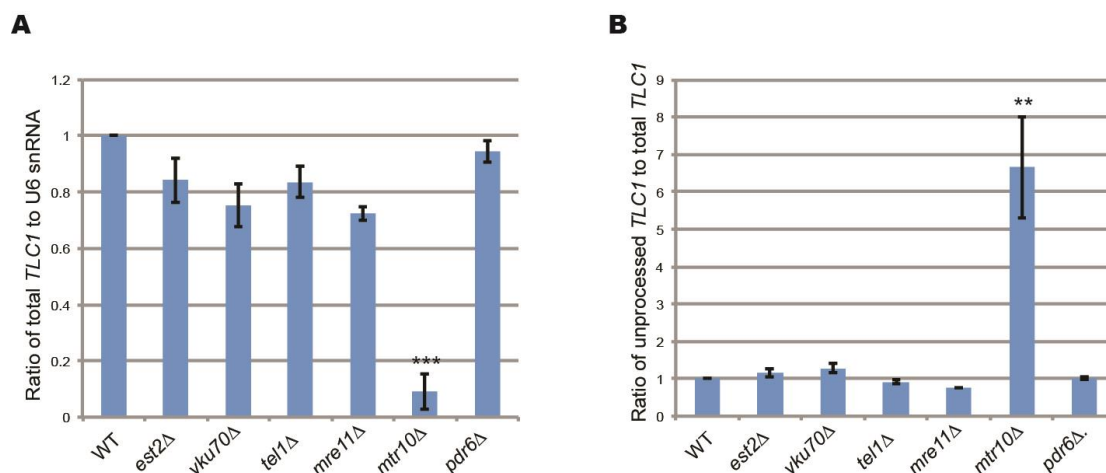 A
Ratio of total TLC1 to U6 snRNA
1.2
1
0.8
0.6
0.4
0.2
0
***
WT
est2Δ
yku70Δ
tel1Δ
mre11Δ
mtr10Δ
pdr6Δ
B
Ratio of unprocessed TLC1 to total TLC1
9
8
7
6
5
4
3
2
1
0
**
WT
est2Δ
yku70Δ
tel1Δ
mre11Δ
mtr10Δ
pdr6Δ.